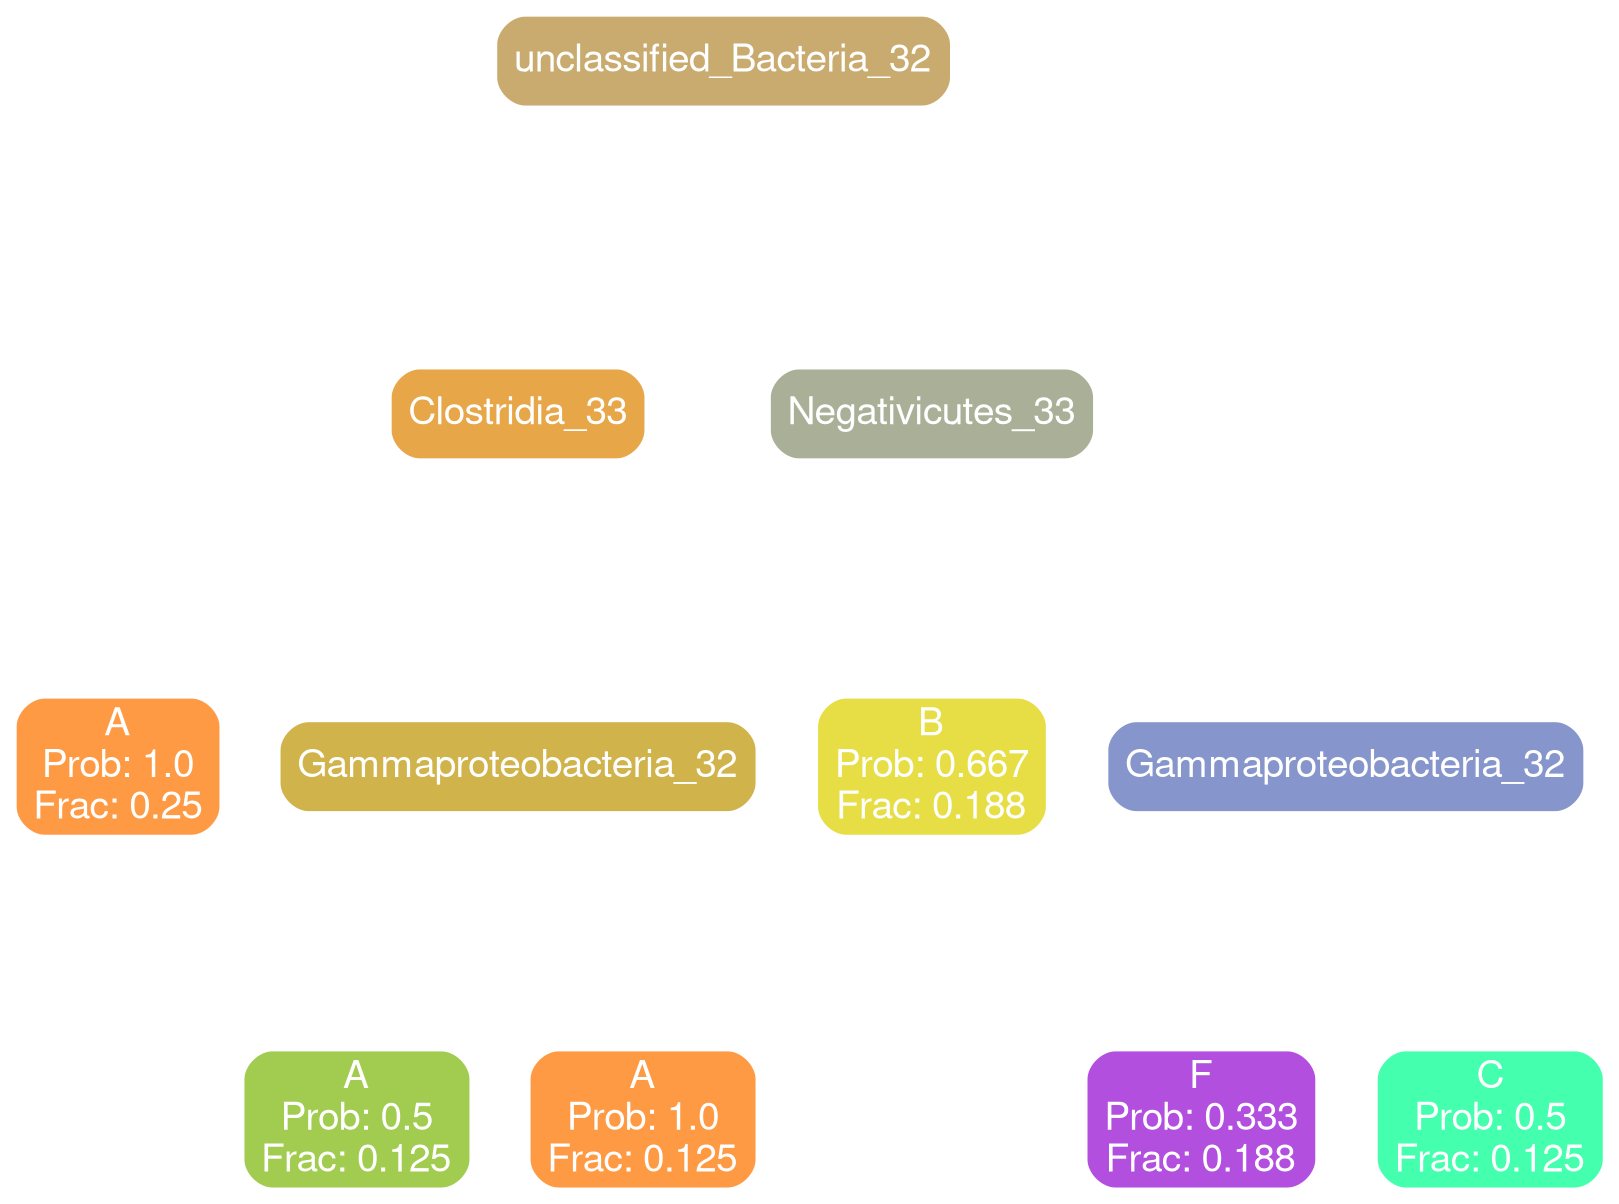 unclassified_Bacteria_32
Clostridia_33
Negativicutes_33
A
Prob: 1.0
Frac: 0.25
Gammaproteobacteria_32
B
Prob: 0.667
Frac: 0.188
Gammaproteobacteria_32
A
Prob: 0.5
Frac: 0.125
A
Prob: 1.0
Frac: 0.125
F
Prob: 0.333
Frac: 0.188
C
Prob: 0.5
Frac: 0.125